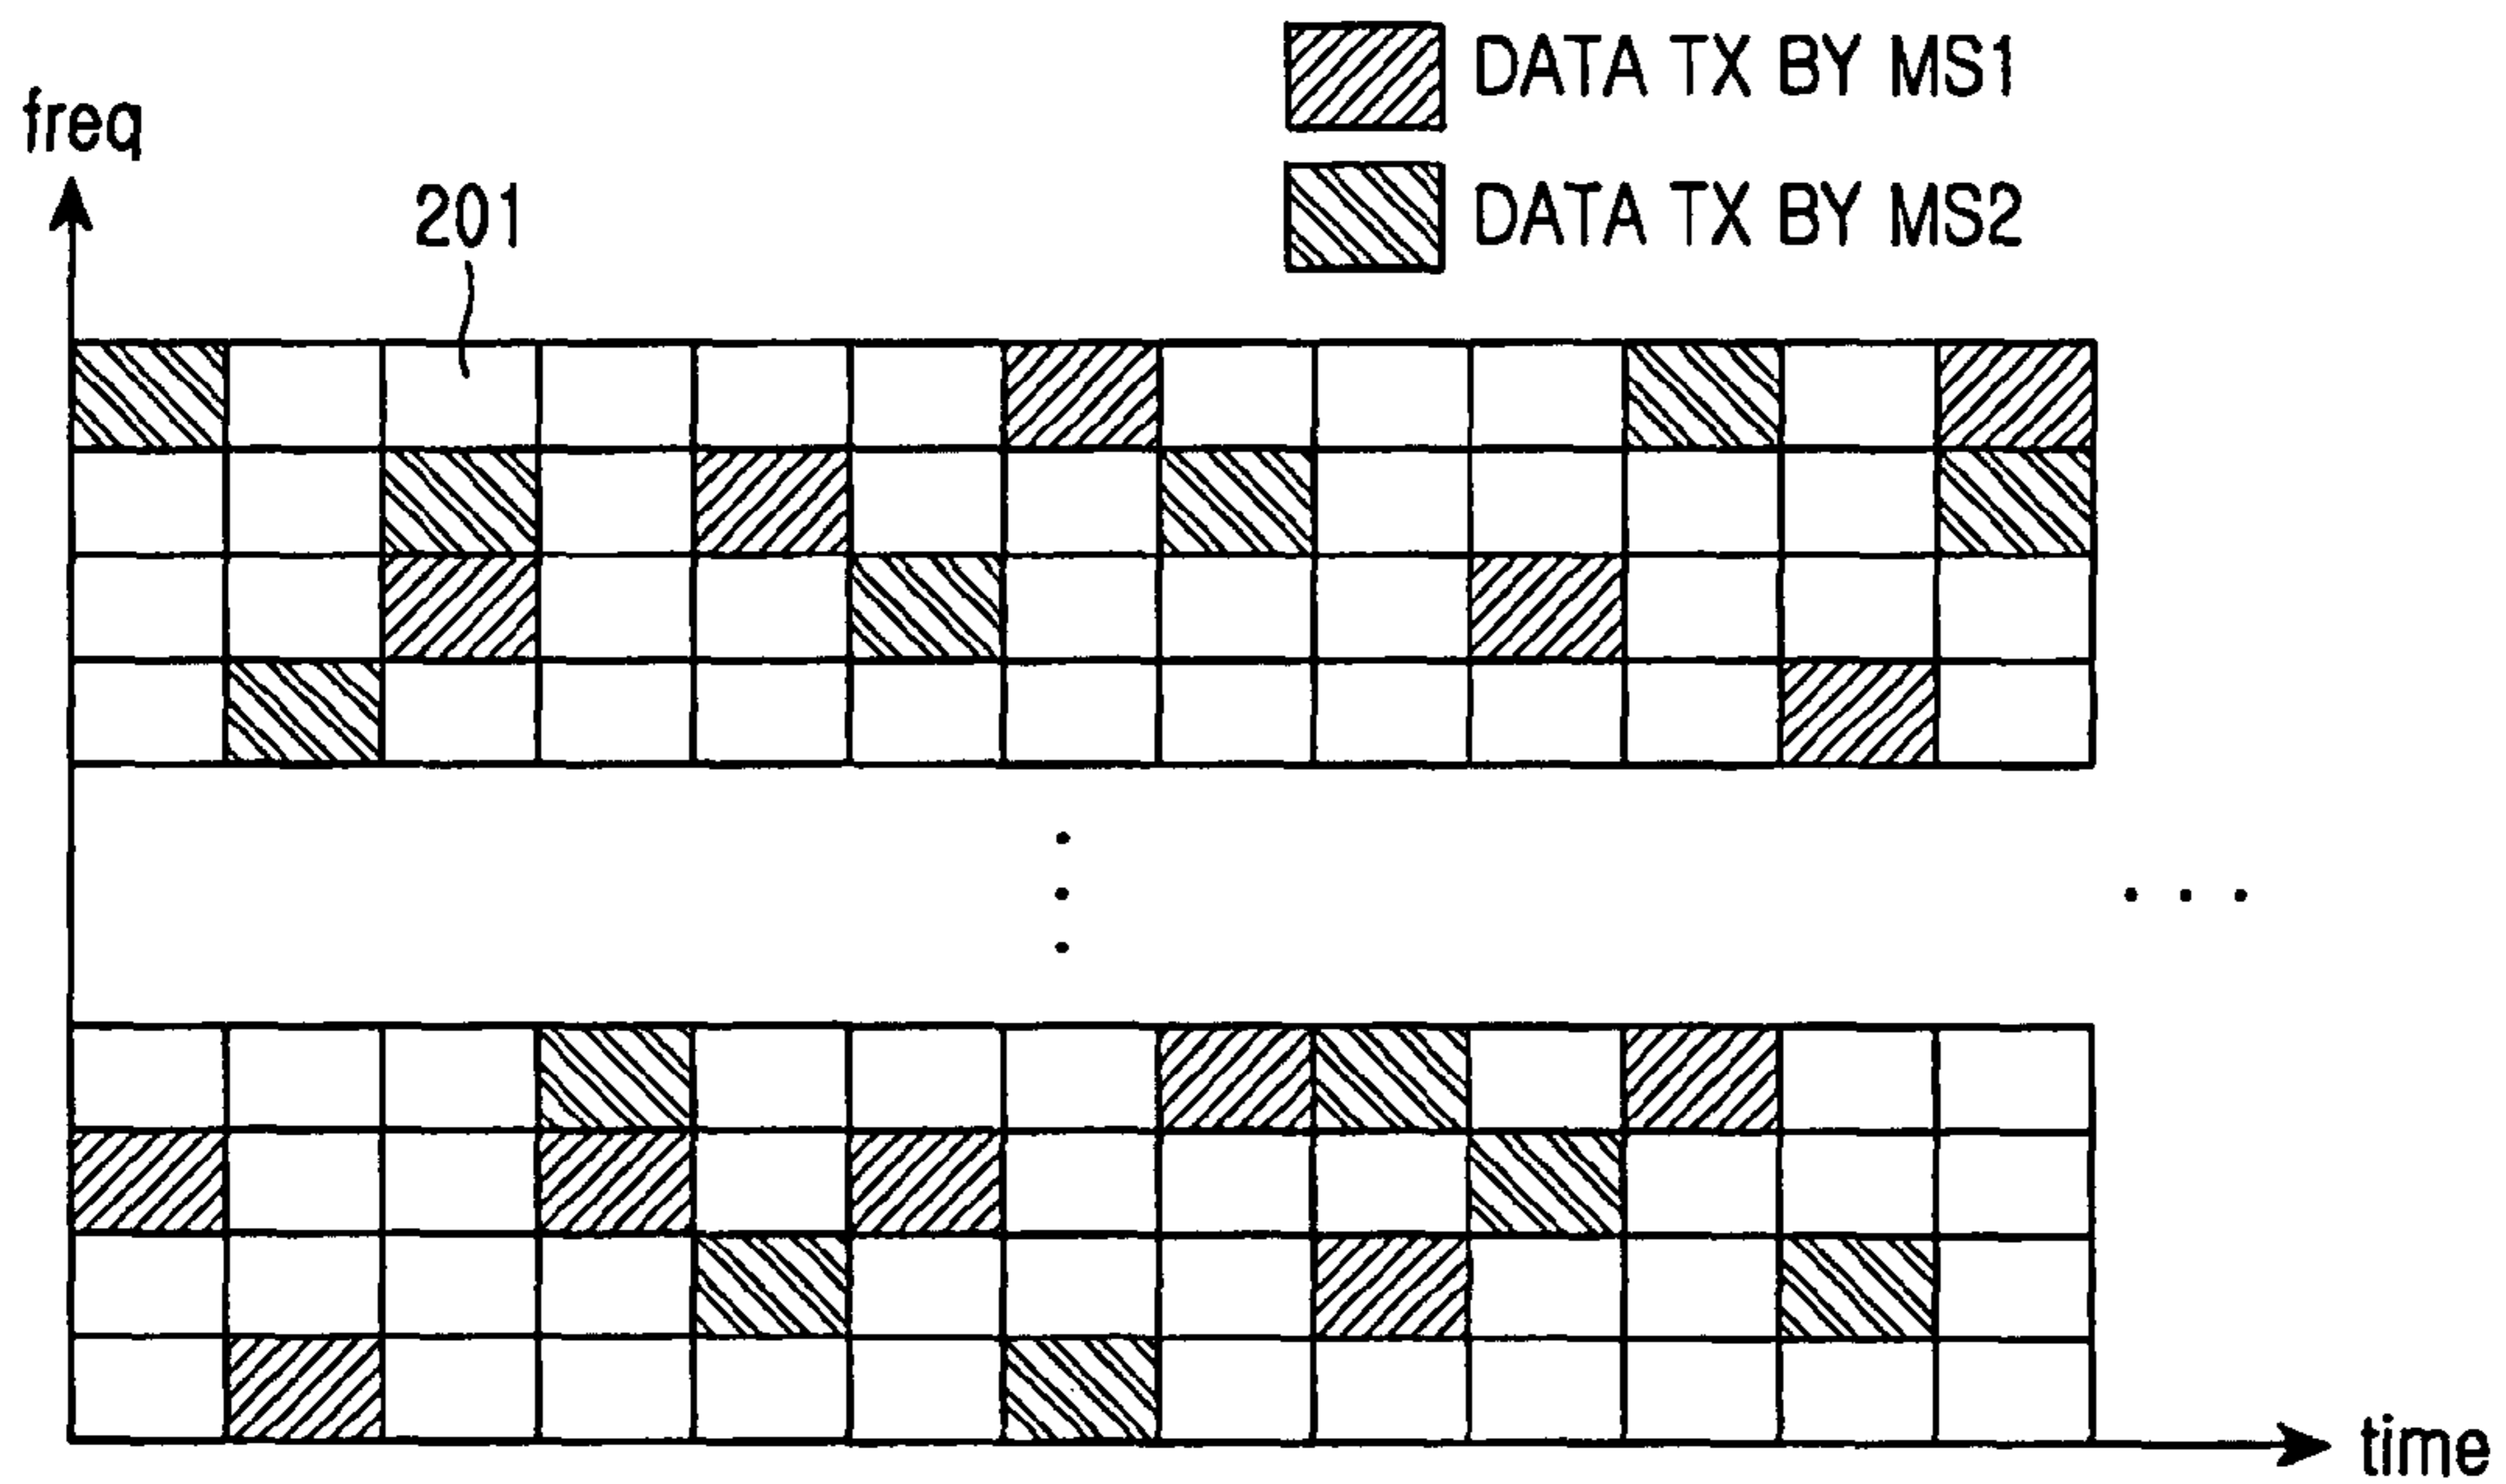 DATA TX BY MS1
DATA TX BY MS2
freq
201
time